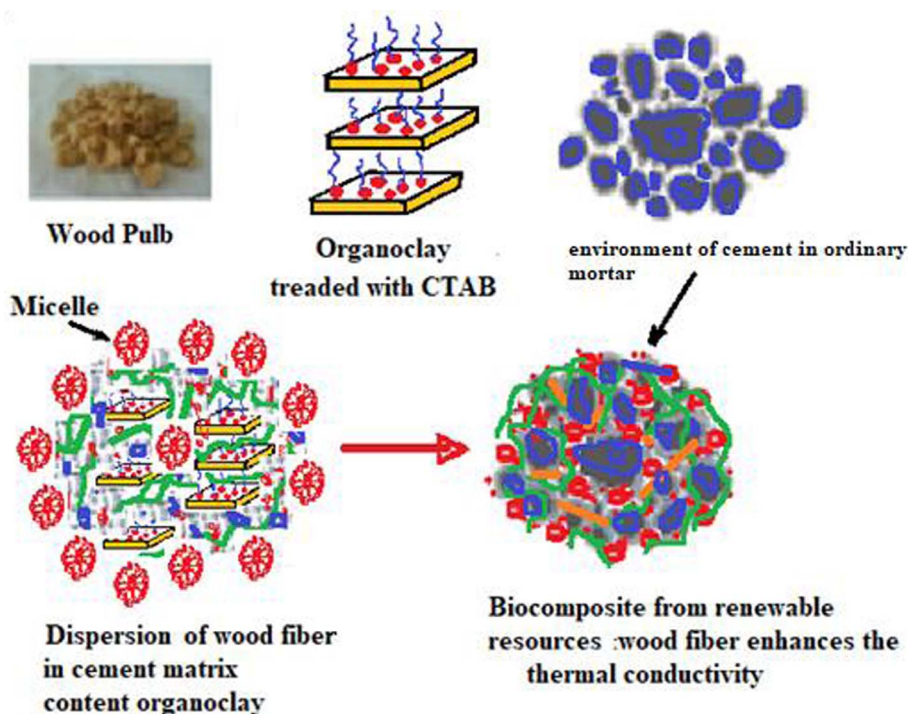 Wood Pulb
Organoclay
treaded with CTAB
environment of cement in ordinary
mortar
Micelle
Dispersion of wood fiber
in cement matrix
content organoclay
Biocomposite from renewable
resources :wood fiber enhances the
thermal conductivity